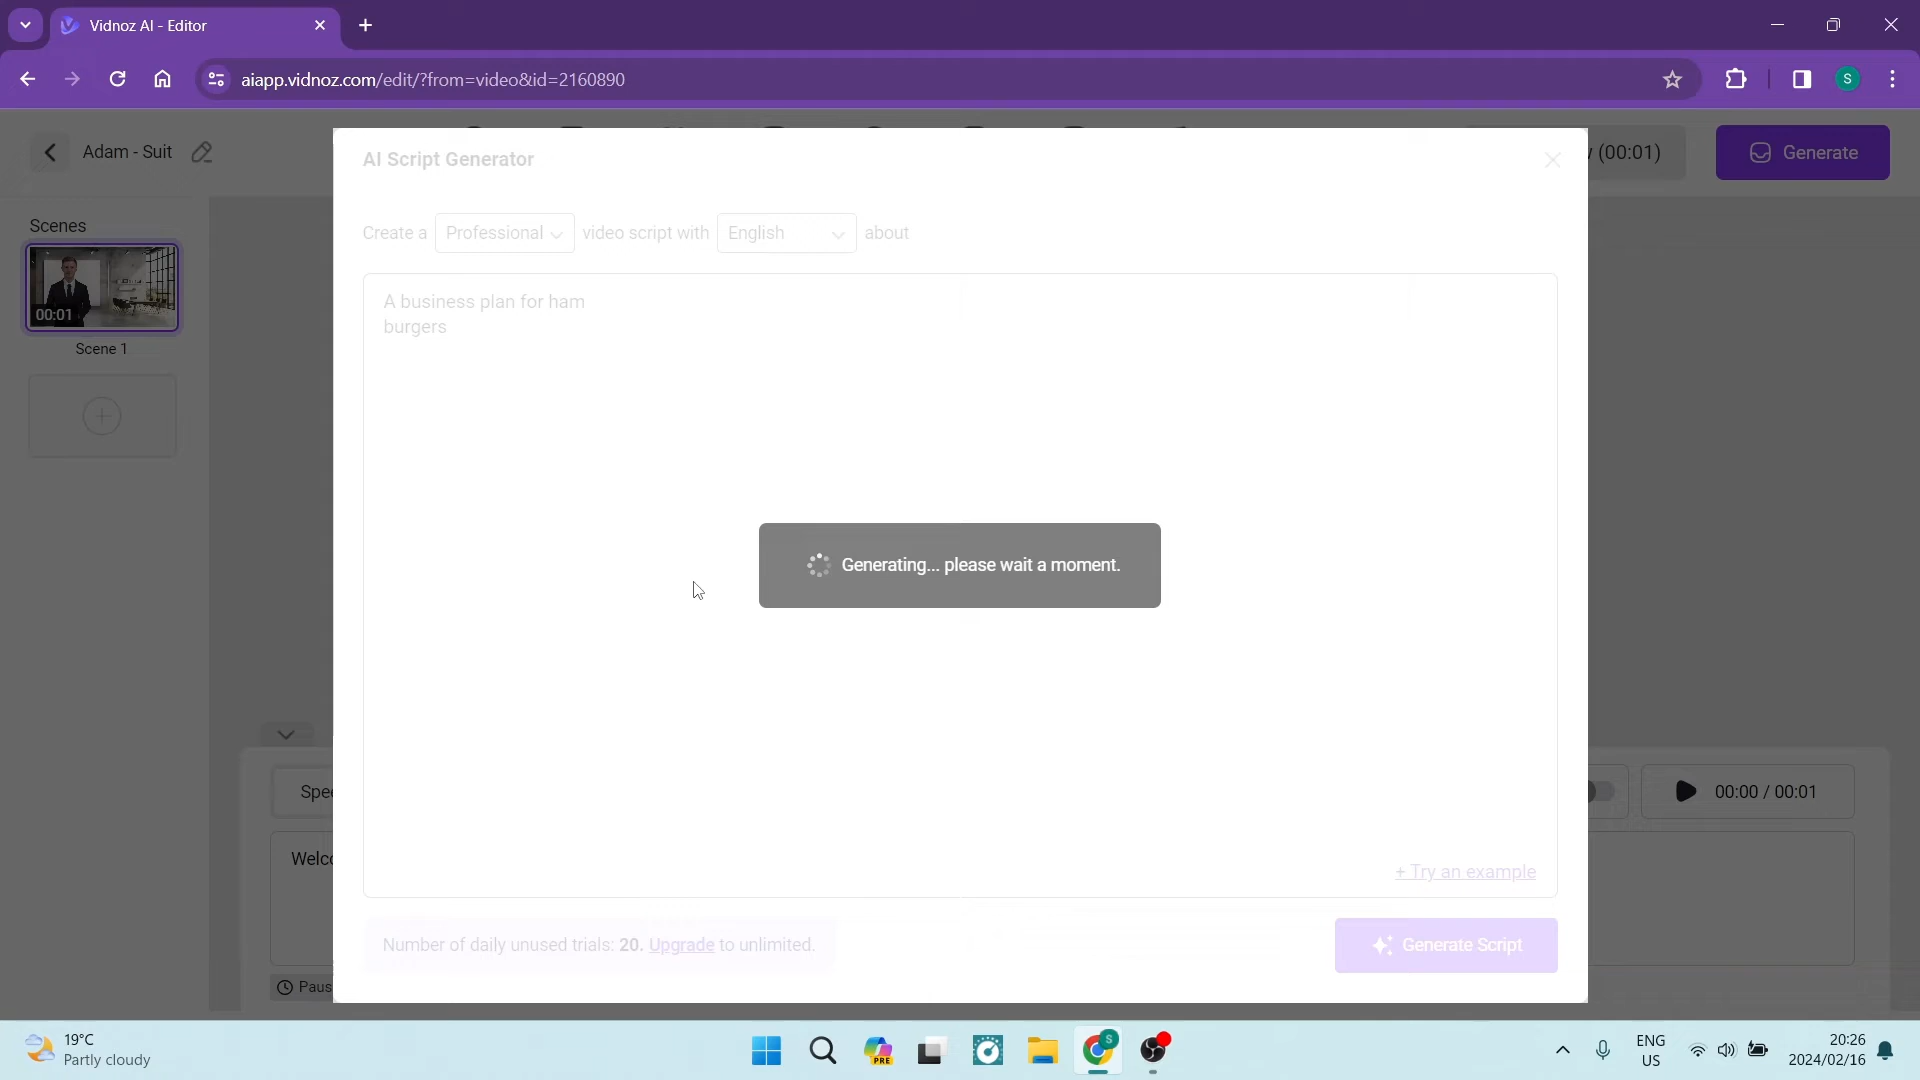 Vidnoz AI - Editor
aiapp.vidnoz.com/edit/?from=video&id=2160890
S
Adam - Suit
(00:01)
Generate
AI Script Generator
Create a Professional video script with English about
Scenes
00:01
Scene 1
A business plan for ham
burgers
Generating... please wait a moment.
00:00 / 00:01
+ Try an example
Number of daily unused trials: 20. Upgrade to unlimited.
Generate Script
19°C
Partly cloudy
PRE
S
ENG
US
20:26
2024/02/16